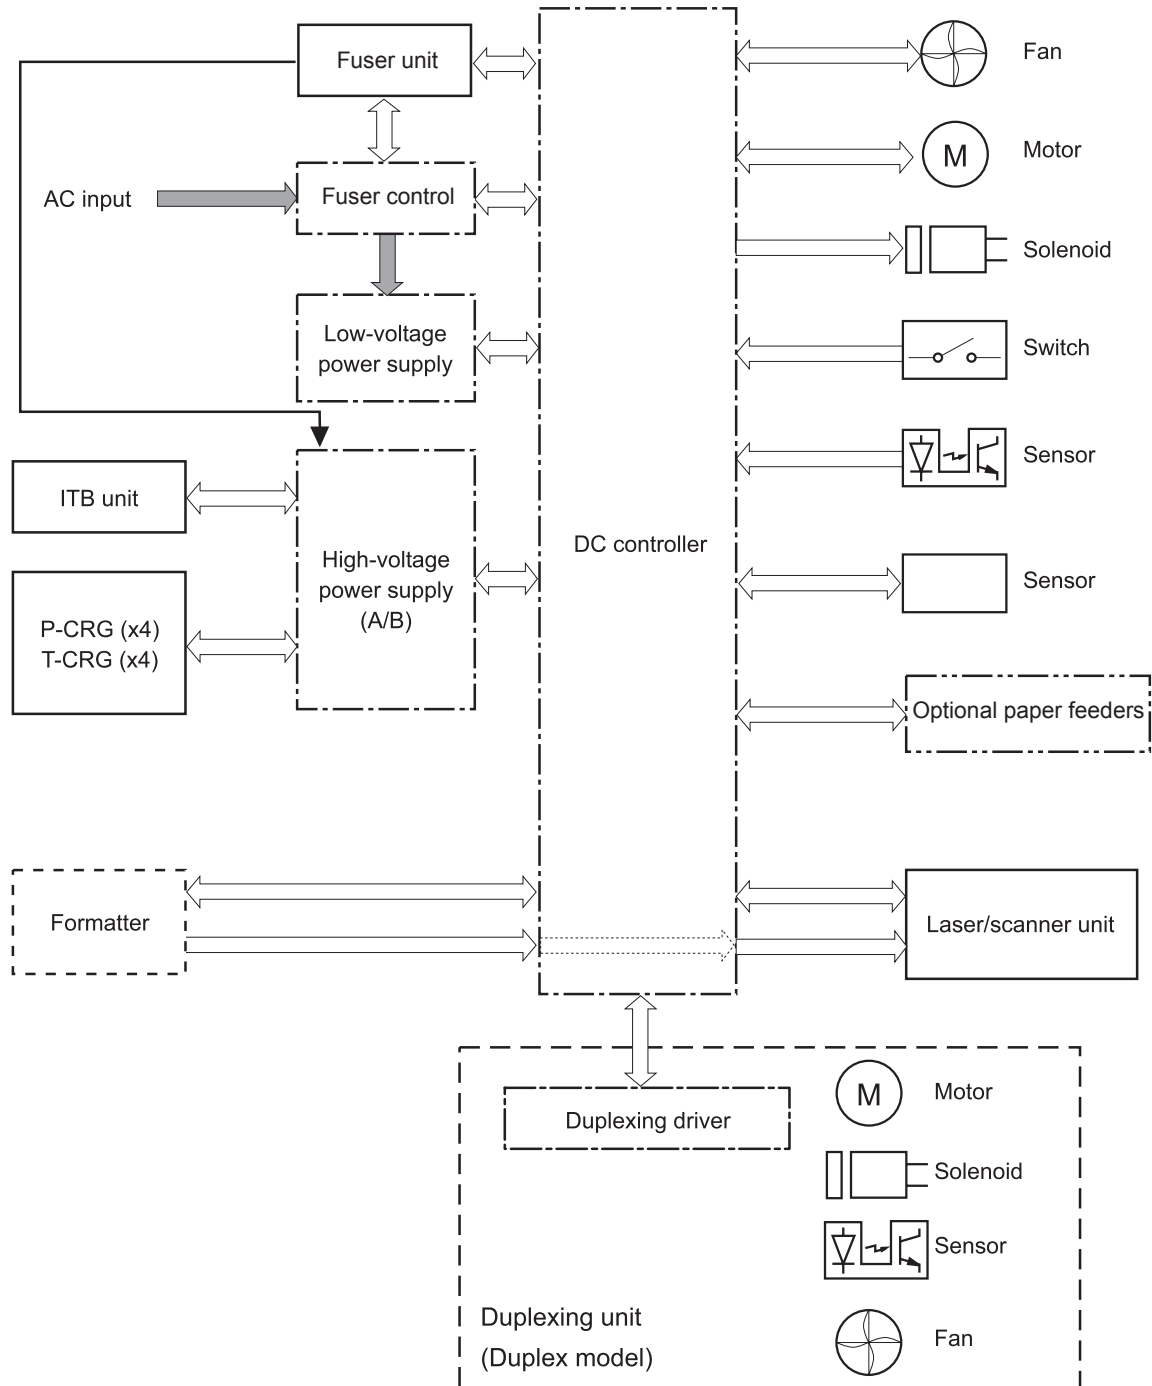 Fuser unit
Fan
Motor
M
AC input
Fuser control
Solenoid
Low-voltage
power supply
Switch
Sensor
ITB unit
DC controller
High-voltage
power supply
(A/B)
Sensor
P-CRG (x4)
T-CRG (x4)
Optional paper feeders
Formatter
Laser/scanner unit
Duplexing driver
M
Motor
Solenoid
Sensor
Duplexing unit
(Duplex model)
Fan